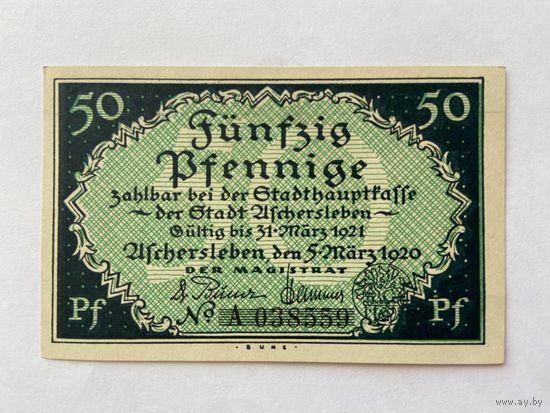 50 50
Fünfzig
Pfennige
zahlbar bei der Stadthauptkasse
der Stadt Aschersleben
Gültig bis 31. März 1921
Aschersleben, den 5. März 1920
DER MAGISTRAT
No A 038559
Pf Pf
· BUHE ·
www.ay.by